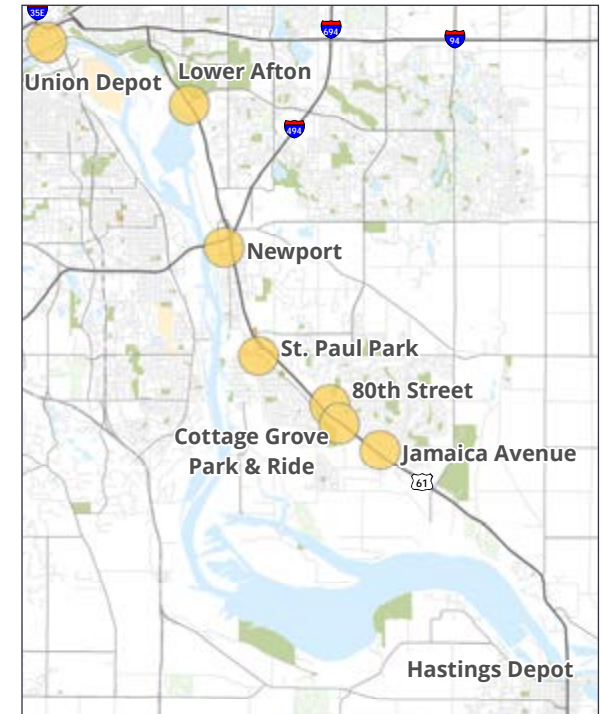 35E
694
94
Union Depot
Lower Afton
494
Newport
St. Paul Park
80th Street
Cottage Grove
Park & Ride
Jamaica Avenue
61
Hastings Depot